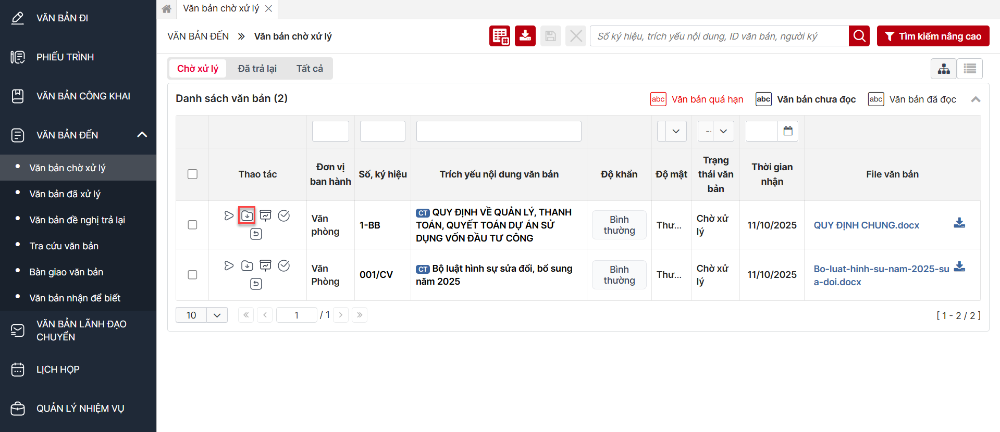 VĂN BẢN ĐI
PHIẾU TRÌNH
VĂN BẢN CÔNG KHAI
VĂN BẢN ĐẾN
Văn bản chờ xử lý
Văn bản đã xử lý
Văn bản đề nghị trả lại
Tra cứu văn bản
Bàn giao văn bản
Văn bản nhận để biết
VĂN BẢN LÃNH ĐẠO
CHUYỂN
LỊCH HỌP
QUẢN LÝ NHIỆM VỤ
Văn bản chờ xử lý
VĂN BẢN ĐẾN » Văn bản chờ xử lý
Số ký hiệu, trích yếu nội dung, ID văn bản, người ký
Tìm kiếm nâng cao
Chờ xử lý Đã trả lại Tất cả
Danh sách văn bản (2)
abc Văn bản quá hạn abc Văn bản chưa đọc abc Văn bản đã đọc
--
Thao tác
Đơn vị
ban hành
Số, ký hiệu
Trích yếu nội dung văn bản
Độ khẩn
Độ mật
Trạng
thái văn
bản
Thời gian
nhận
File văn bản
Văn
phòng
1-BB
CT QUY ĐỊNH VỀ QUẢN LÝ, THANH
TOÁN, QUYẾT TOÁN DỰ ÁN SỬ
DỤNG VỐN ĐẦU TƯ CÔNG
Bình
thường
Thư...
Chờ xử
lý
11/10/2025
QUY ĐỊNH CHUNG.docx
Văn
Phòng
001/CV
CT Bộ luật hình sự sửa đổi, bổ sung
năm 2025
Bình
thường
Thư...
Chờ xử
lý
11/10/2025
Bo-luat-hinh-su-nam-2025-su
a-doi.docx
10 « ‹ 1 / 1 › »
[ 1 - 2 / 2 ]